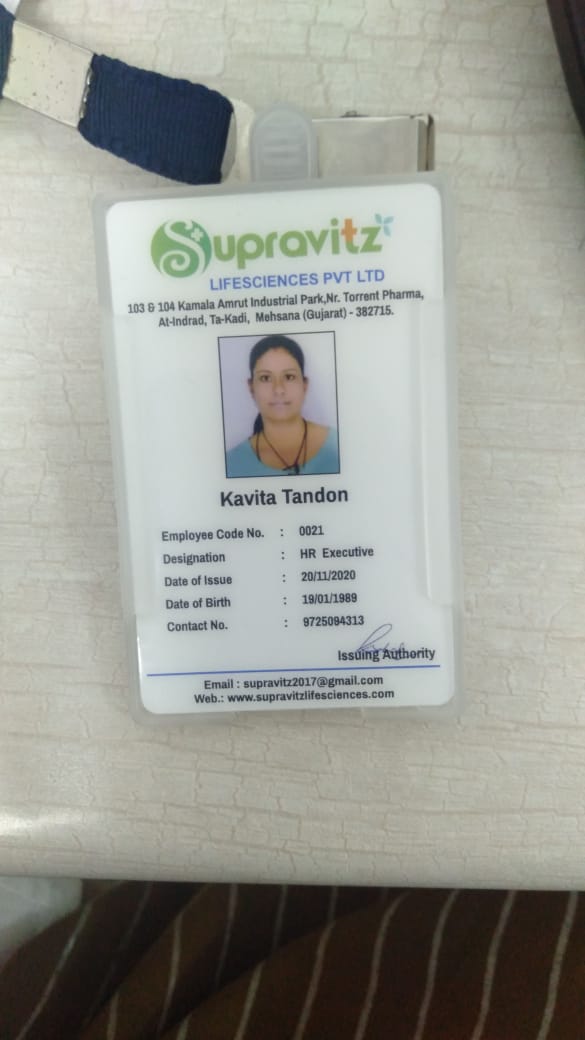 Supravitz
LIFESCIENCES PVT LTD
103 & 104 Kamala Amrut Industrial Park,Nr. Torrent Pharma,
At-Indrad, Ta-Kadi, Mehsana (Gujarat) - 382715.
Kavita Tandon
Employee Code No. : 0021
Designation : HR Executive
Date of Issue : 20/11/2020
Date of Birth : 19/01/1989
Contact No. : 9725094313
Issuing Authority
Email : supravitz2017@gmail.com
Web.: www.supravitzlifesciences.com